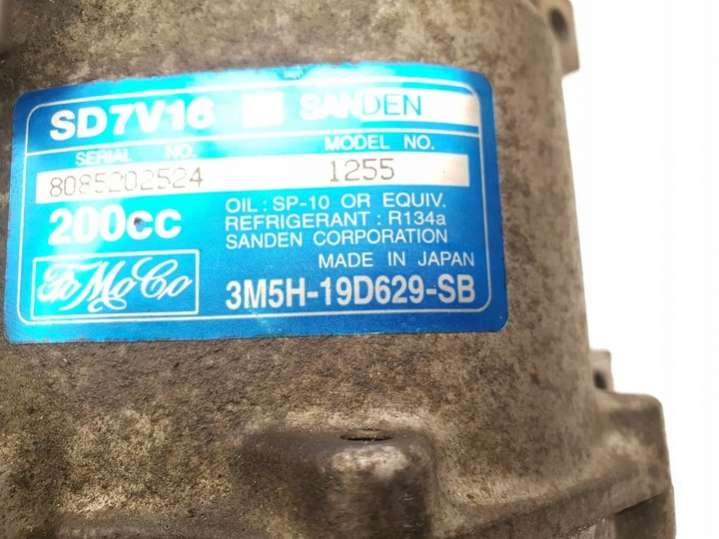 SD7V16 SANDEN
SERIAL NO. MODEL NO.
8085202524 1255
200cc OIL : SP-10 OR EQUIV.
REFRIGERANT : R134a
SANDEN CORPORATION
MADE IN JAPAN
FoMoCo 3M5H-19D629-SB